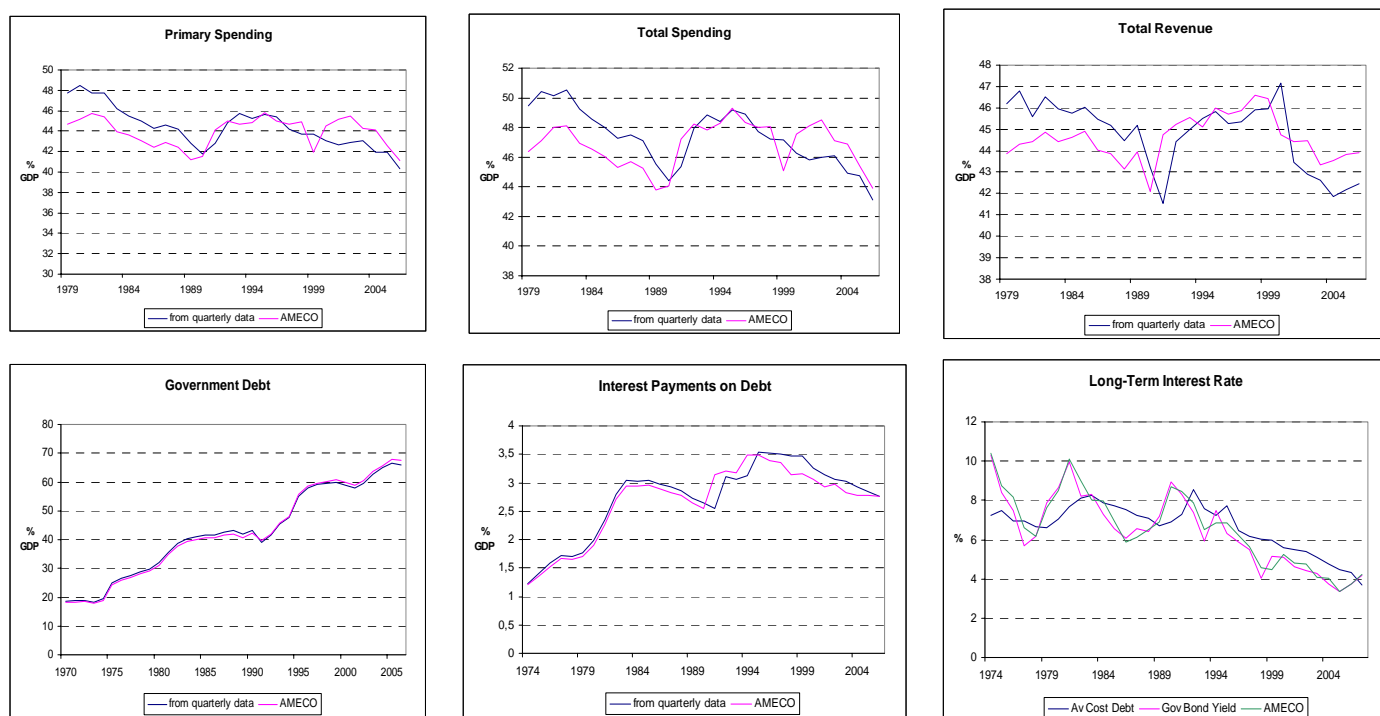 Primary Spending
50
48
46
44
42
40
38
36
34
32
30
%
GDP
1979 1984 1989 1994 1999 2004
from quarterly data AMECO
Total Spending
52
50
48
46
44
42
40
38
%
GDP
1979 1984 1989 1994 1999 2004
from quarterly data AMECO
Total Revenue
48
47
46
45
44
43
42
41
40
39
38
%
GDP
1979 1984 1989 1994 1999 2004
from quarterly data AMECO
Government Debt
80
70
60
50
40
30
20
10
0
%
GDP
1970 1975 1980 1985 1990 1995 2000 2005
from quarterly data AMECO
Interest Payments on Debt
4
3,5
3
2,5
2
1,5
1
0,5
0
%
GDP
1974 1979 1984 1989 1994 1999 2004
from quarterly data AMECO
Long-Term Interest Rate
12
10
8
6
4
2
0
%
1974 1979 1984 1989 1994 1999 2004
Av Cost Debt Gov Bond Yield AMECO